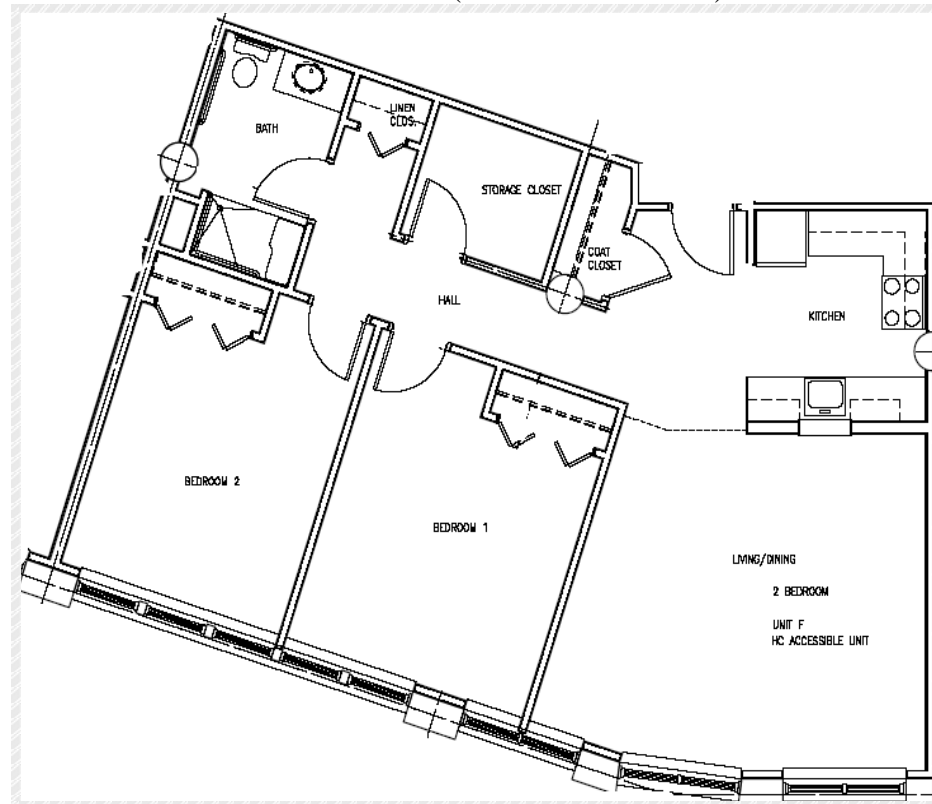 LINEN
CLOS.
BATH
STORAGE CLOSET
COAT
CLOSET
HALL
KITCHEN
BEDROOM 2
BEDROOM 1
LIVING/DINING
2 BEDROOM
UNIT F
HC ACCESSIBLE UNIT